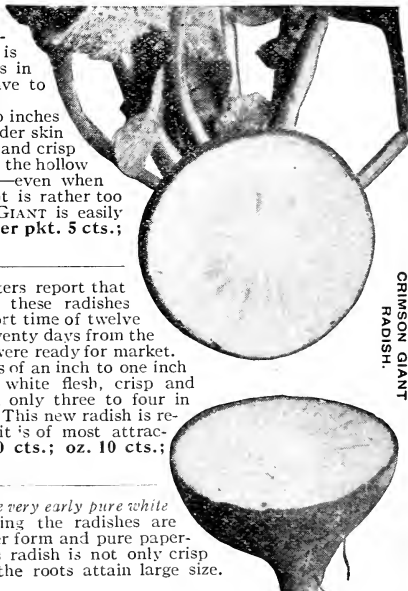 is
s in
ve to
inches
der skin
and crisp
the hollow
—even when
t is rather too
GIANT is easily
er pkt. 5 cts.;
ters report that
these radishes
rt time of twelve
venty days from the
vere ready for market.
s of an inch to one inch
white flesh, crisp and
only three to four in
This new radish is re-
it 's of most attrac-
0 cts.; oz. 10 cts.;
e very early pure white
ing the radishes are
er form and pure paper-
s radish is not only crisp
the roots attain large size.
CRIMSON GIANT
RADISH.